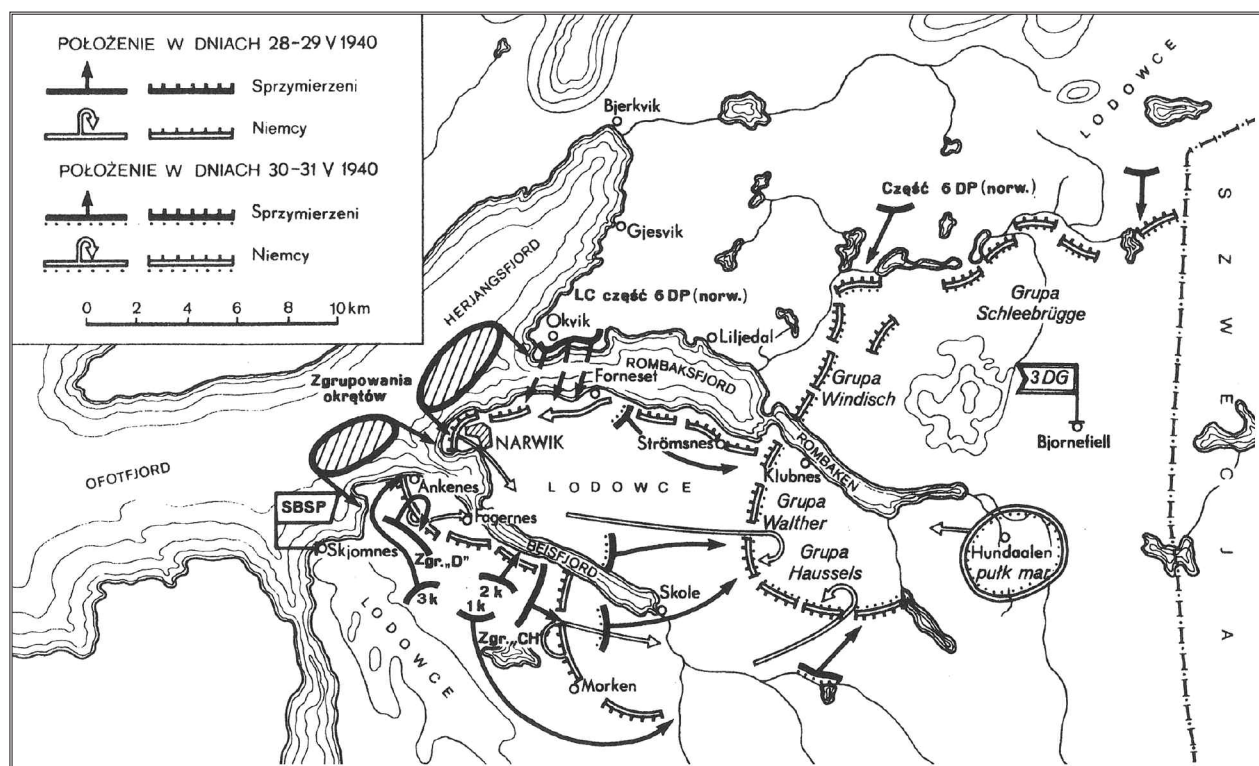 POŁOŻENIE W DNIACH 28-29 V 1940
Sprzymierzeni
Niemcy
POŁOŻENIE W DNIACH 30-31 V 1940
Sprzymierzeni
Niemcy
0 2 4 6 8 10 km
LODOWCE
Bjerkvik
Część 6 DP (norw.)
SZWECJA
Gjesvik
HERJANGSFJORD
LC część 6 DP (norw.)
Okvik
Liljedal
Grupa
Schleebrügge
ROMBAKSFJORD
Zgrupowania
okrętów
Forneset
Grupa
Windisch
3 DG
Bjornefiell
NARWIK
Strömsnes
ROMBAKEN
Klubnes
OFOTFJORD
Ankenes
LODOWCE
SBSP
Grupa
Walther
Fagernes
Skjomnes
Zgr. „D”
BEISFJORD
Grupa
Haussels
Hundaalen
pułk mar.
3 k
2 k
1 k
Skole
LODOWCE
Zgr. „CH”
Morken